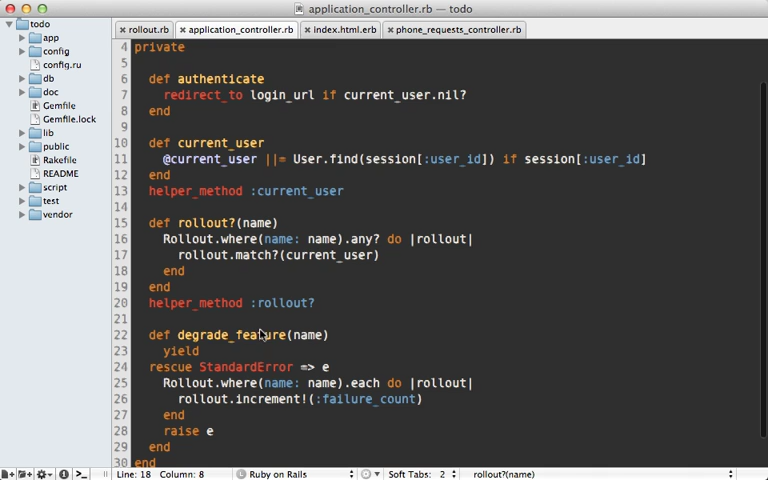 application_controller.rb — todo
todo
app
config
config.ru
db
doc
Gemfile
Gemfile.lock
lib
public
Rakefile
README
script
test
vendor
rollout.rb
application_controller.rb
index.html.erb
phone_requests_controller.rb
4 private
5
6 def authenticate
7 redirect_to login_url if current_user.nil?
8 end
9
10 def current_user
11 @current_user ||= User.find(session[:user_id]) if session[:user_id]
12 end
13 helper_method :current_user
14
15 def rollout?(name)
16 Rollout.where(name: name).any? do |rollout|
17 rollout.match?(current_user)
18 end
19 end
20 helper_method :rollout?
21
22 def degrade_feature(name)
23 yield
24 rescue StandardError => e
25 Rollout.where(name: name).each do |rollout|
26 rollout.increment!(:failure_count)
27 end
28 raise e
29 end
30 end
Line: 18 Column: 8
Ruby on Rails
Soft Tabs: 2
rollout?(name)